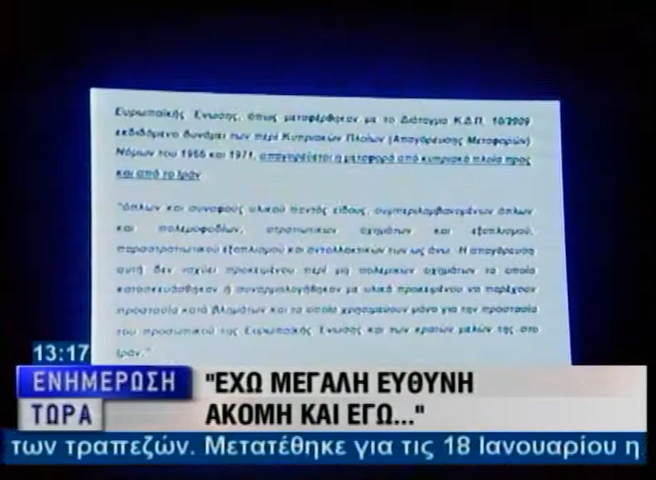 Ευρωπαϊκής Ένωσης, όπως μεταφέρθηκαν με το Διάταγμα Κ.Δ.Π. 10/2009
εκδιδόμενο δυνάμει των περί Κυπριακών Πλοίων (Απαγόρευσης Μεταφορών)
Νόμων του 1966 και 1971, απαγορεύεται η μεταφορά από κυπριακά πλοία προς
και από το Ιράν
"όπλων και συναφούς υλικού παντός είδους, συμπεριλαμβανομένων όπλων
και πολεμοφοδίων, στρατιωτικών οχημάτων και εξοπλισμού,
παραστρατιωτικού εξοπλισμού και ανταλλακτικών των ως άνω. Η απαγόρευση
αυτή δεν ισχύει προκειμένου περί μη πολεμικών οχημάτων τα οποία
κατασκευάσθηκαν ή συναρμολογήθηκαν με υλικά προκειμένου να παρέχουν
προστασία κατά βλημάτων και τα οποία χρησιμεύουν μόνο για την προστασία
του προσωπικού της Ευρωπαϊκής Ένωσης και των κρατών μελών της στο
Ιράν."
13:17
ΕΝΗΜΕΡΩΣΗ
ΤΩΡΑ
"ΕΧΩ ΜΕΓΑΛΗ ΕΥΘΥΝΗ
ΑΚΟΜΗ ΚΑΙ ΕΓΩ..."
των τραπεζών. Μετατέθηκε για τις 18 Ιανουαρίου η